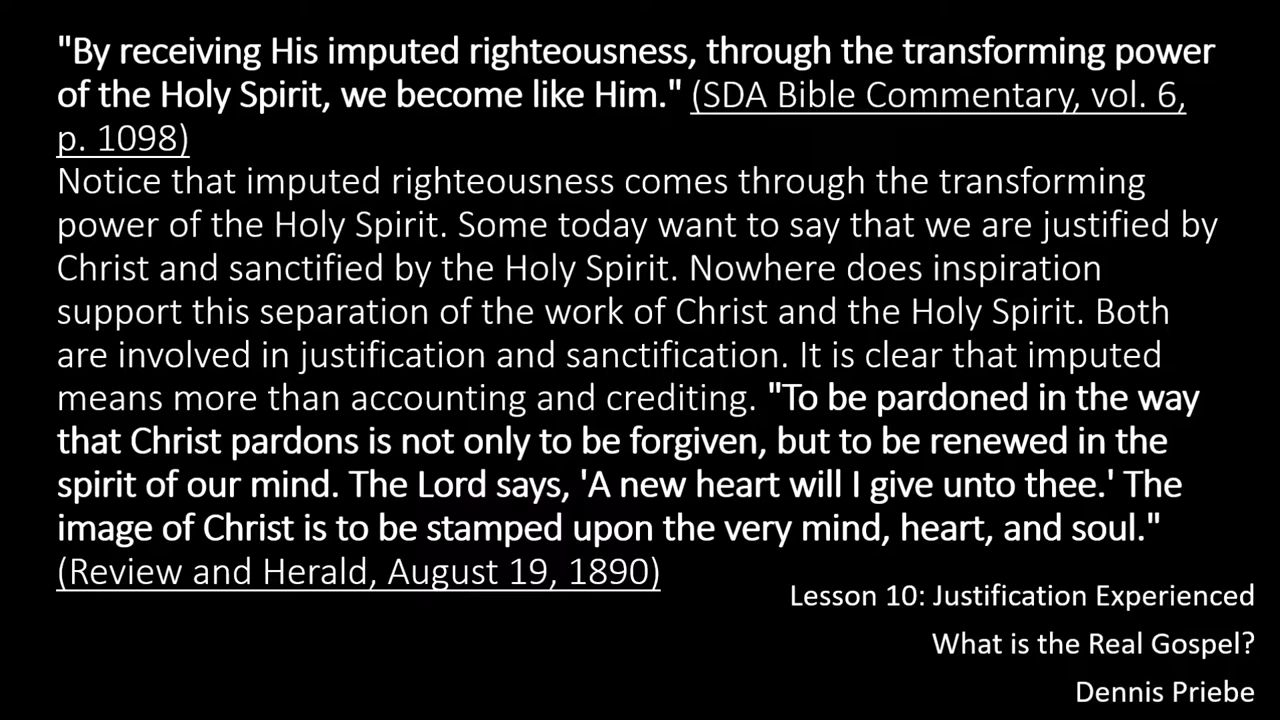 "By receiving His imputed righteousness, through the transforming power
of the Holy Spirit, we become like Him." (SDA Bible Commentary, vol. 6,
p. 1098)
Notice that imputed righteousness comes through the transforming
power of the Holy Spirit. Some today want to say that we are justified by
Christ and sanctified by the Holy Spirit. Nowhere does inspiration
support this separation of the work of Christ and the Holy Spirit. Both
are involved in justification and sanctification. It is clear that imputed
means more than accounting and crediting. "To be pardoned in the way
that Christ pardons is not only to be forgiven, but to be renewed in the
spirit of our mind. The Lord says, 'A new heart will I give unto thee.' The
image of Christ is to be stamped upon the very mind, heart, and soul."
(Review and Herald, August 19, 1890)
Lesson 10: Justification Experienced
What is the Real Gospel?
Dennis Priebe